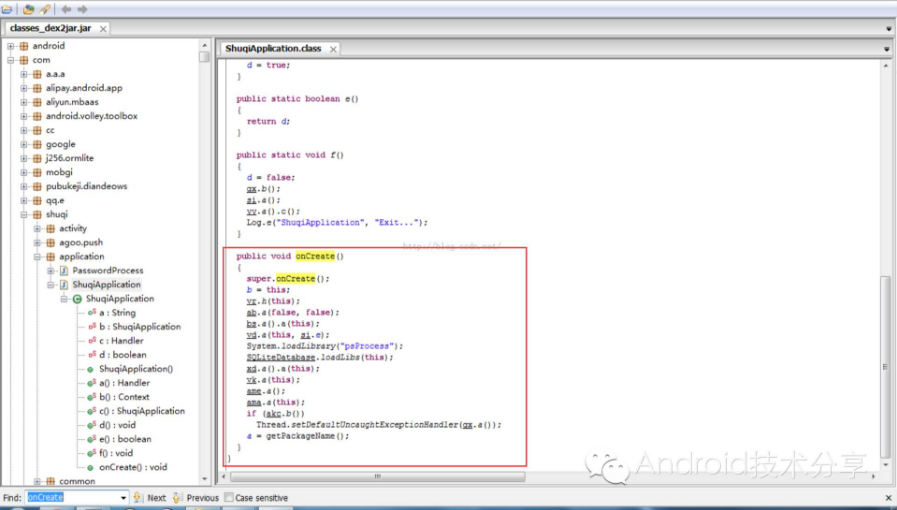 classes_dex2jar.jar
android
com
a.a.a
alipay.android.app
aliyun.mbaas
android.volley.toolbox
cc
google
j256.ormlite
mobgi
pubukeji.diandeows
qq.e
shuqi
activity
agoo.push
application
PasswordProcess
ShuqiApplication
ShuqiApplication
a : String
b : ShuqiApplication
c : Handler
d : boolean
ShuqiApplication()
a() : Handler
b() : Context
c() : ShuqiApplication
d() : void
e() : boolean
f() : void
onCreate() : void
common
ShuqiApplication.class
d = true;
}
public static boolean e()
{
return d;
}
public static void f()
{
d = false;
gx.b();
si.a();
yy.a().c();
Log.e("ShuqiApplication", "Exit...");
}
http://blog.csdn.net/
public void onCreate()
{
super.onCreate();
b = this;
vr.h(this);
ab.a(false, false);
bs.a().a(this);
vd.a(this, si.e);
System.loadLibrary("psProcess");
SQLiteDatabase.loadLibs(this);
xd.a().a(this);
vk.a(this);
ame.a();
ama.a(this);
if (akc.b())
Thread.setDefaultUncaughtExceptionHandler(gx.a());
a = getPackageName();
}
}
Android技术分享
Find: onCreate Next Previous Case sensitive